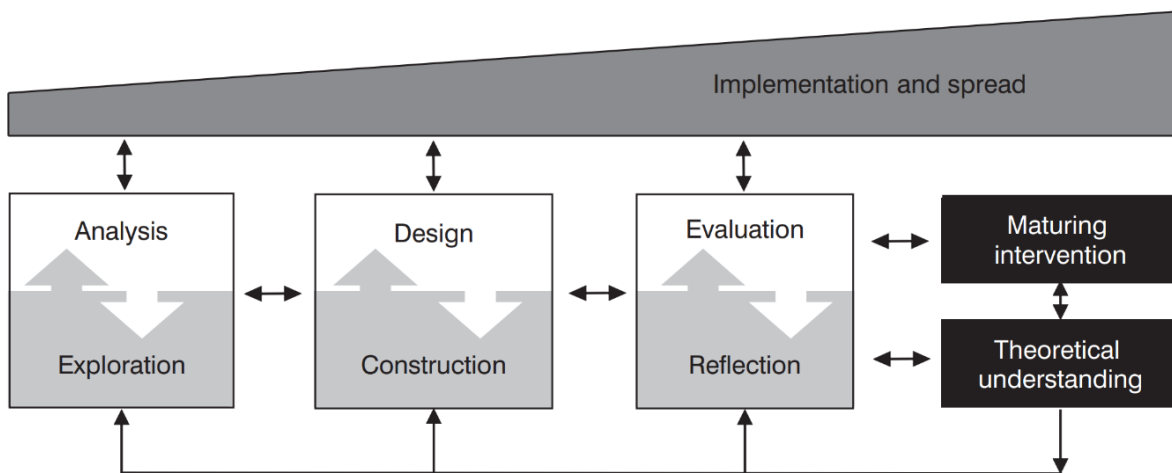 Implementation and spread
Analysis
Exploration
Design
Construction
Evaluation
Reflection
Maturing
intervention
Theoretical
understanding